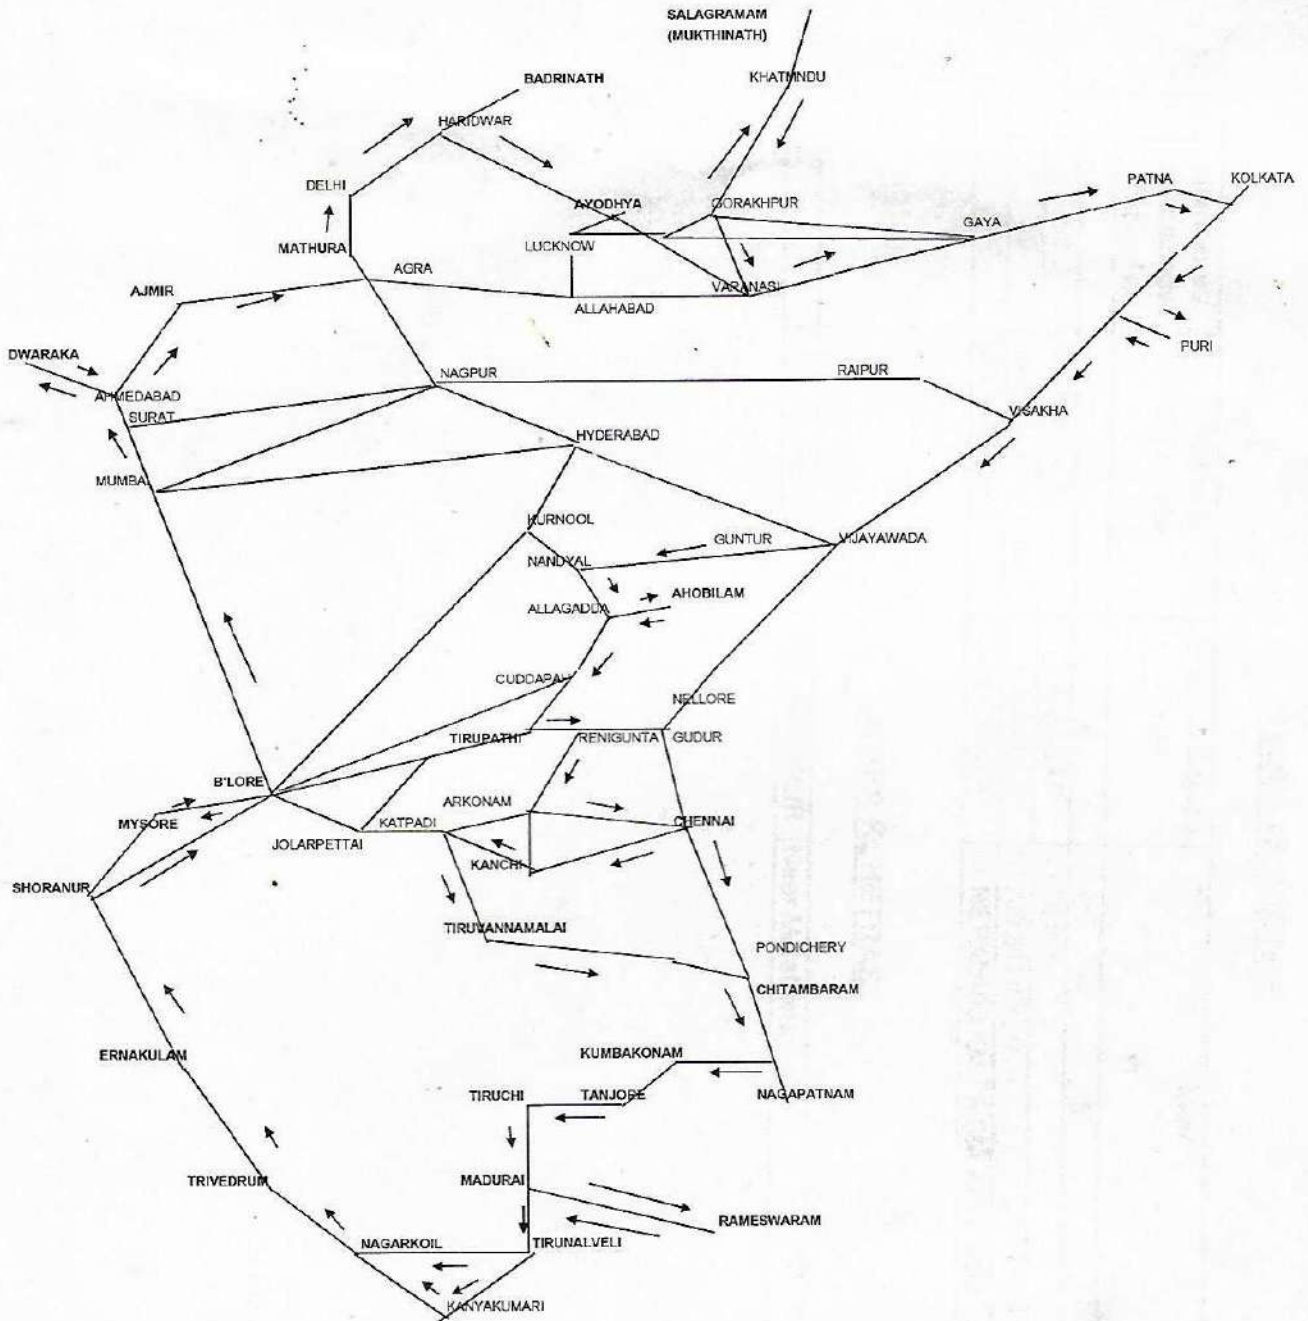 SALAGRAMAM
(MUKTHINATH)
KHATMNDU
BADRINATH
HARIDWAR
DELHI
PATNA
KOLKATA
AYODHYA
GORAKHPUR
GAYA
MATHURA
LUCKNOW
AGRA
VARANASI
AJMIR
ALLAHABAD
DWARAKA
PURI
NAGPUR
RAIPUR
AHMEDABAD
SURAT
VISAKHA
HYDERABAD
MUMBAI
KURNOOL
GUNTUR
VIJAYAWADA
NANDYAL
AHOBILAM
ALLAGADDA
CUDDAPAH
NELLORE
TIRUPATHI
RENIGUNTA
GUDUR
B'LORE
ARKONAM
MYSORE
KATPADI
CHENNAI
JOLARPETTAI
KANCHI
SHORANUR
TIRUVANNAMALAI
PONDICHERY
CHITAMBARAM
ERNAKULAM
KUMBAKONAM
TIRUCHI
TANJORE
NAGAPATNAM
TRIVEDRUM
MADURAI
RAMESWARAM
NAGARKOIL
TIRUNALVELI
KANYAKUMARI